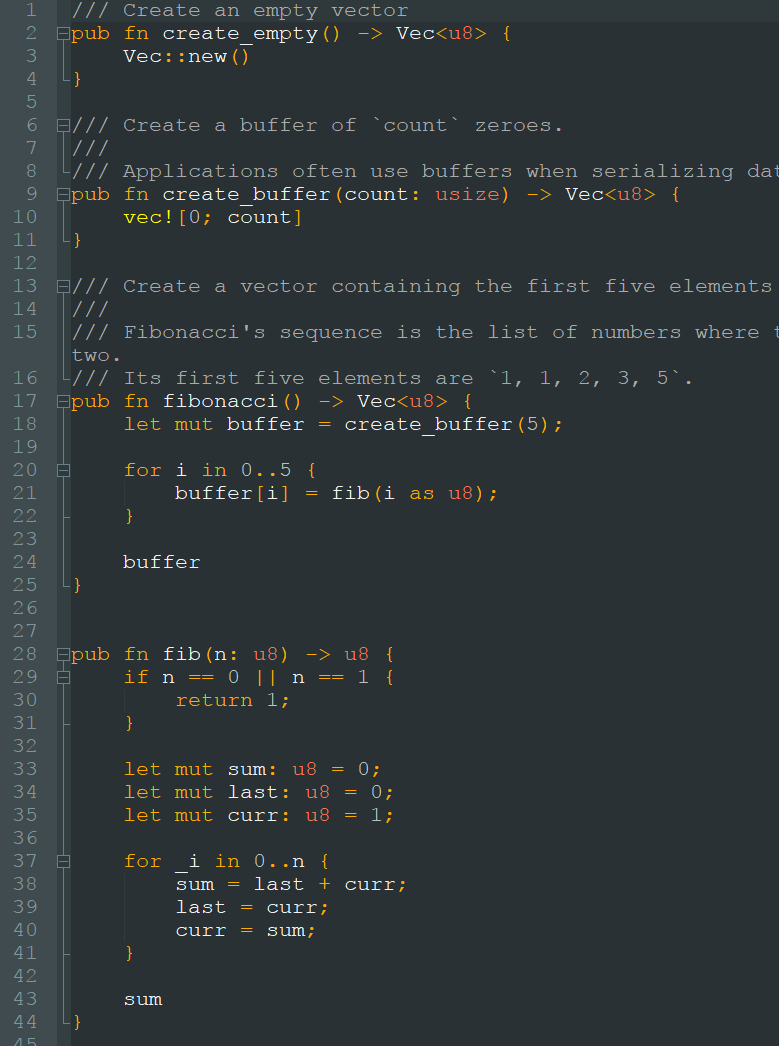 1 /// Create an empty vector
2 pub fn create_empty() -> Vec<u8> {
3 Vec::new()
4 }
5
6 /// Create a buffer of `count` zeroes.
7 ///
8 /// Applications often use buffers when serializing
9 pub fn create_buffer(count: usize) -> Vec<u8> {
10 vec![0; count]
11 }
12
13 /// Create a vector containing the first five elements
14 ///
15 /// Fibonacci's sequence is the list of numbers where
two.
16 /// Its first five elements are `1, 1, 2, 3, 5`.
17 pub fn fibonacci() -> Vec<u8> {
18 let mut buffer = create_buffer(5);
19
20 for i in 0..5 {
21 buffer[i] = fib(i as u8);
22 }
23
24 buffer
25 }
26
27
28 pub fn fib(n: u8) -> u8 {
29 if n == 0 || n == 1 {
30 return 1;
31 }
32
33 let mut sum: u8 = 0;
34 let mut last: u8 = 0;
35 let mut curr: u8 = 1;
36
37 for _i in 0..n {
38 sum = last + curr;
39 last = curr;
40 curr = sum;
41 }
42
43 sum
44 }
45